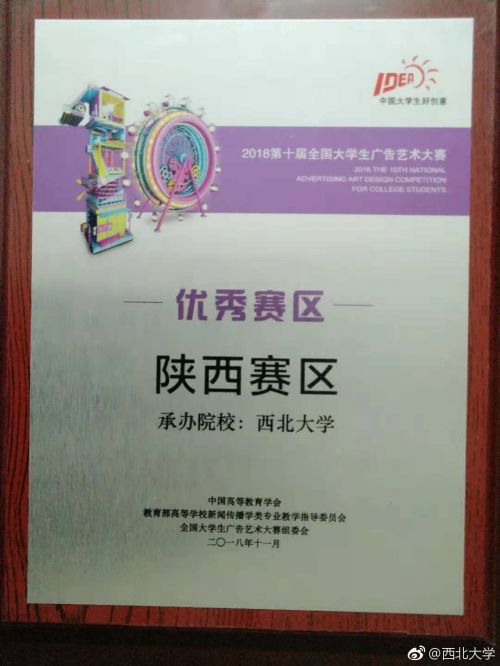 IDEA
中国大学生好创意
2018第十届全国大学生广告艺术大赛
2018 THE 10TH NATIONAL
ADVERTISING ART DESIGN COMPETITION
FOR COLLEGE STUDENTS
优秀赛区
陕西赛区
承办院校：西北大学
中国高等教育学会
教育部高等学校新闻传播学类专业教学指导委员会
全国大学生广告艺术大赛组委会
二〇一八年十一月
@西北大学